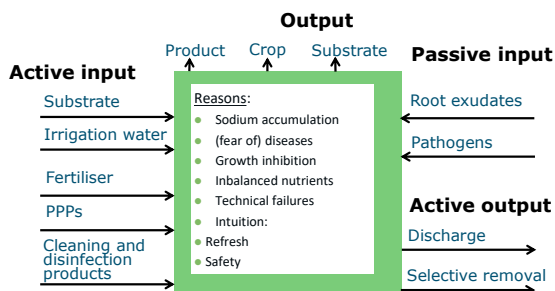 Output
Product
Crop
Substrate
Passive input
Active input
Substrate
Irrigation water
Fertiliser
PPPs
Cleaning and
disinfection
products
Reasons:
Sodium accumulation
(fear of) diseases
Growth inhibition
Inbalanced nutrients
Technical failures
Intuition:
Refresh
Safety
Root exudates
Pathogens
Active output
Discharge
Selective removal